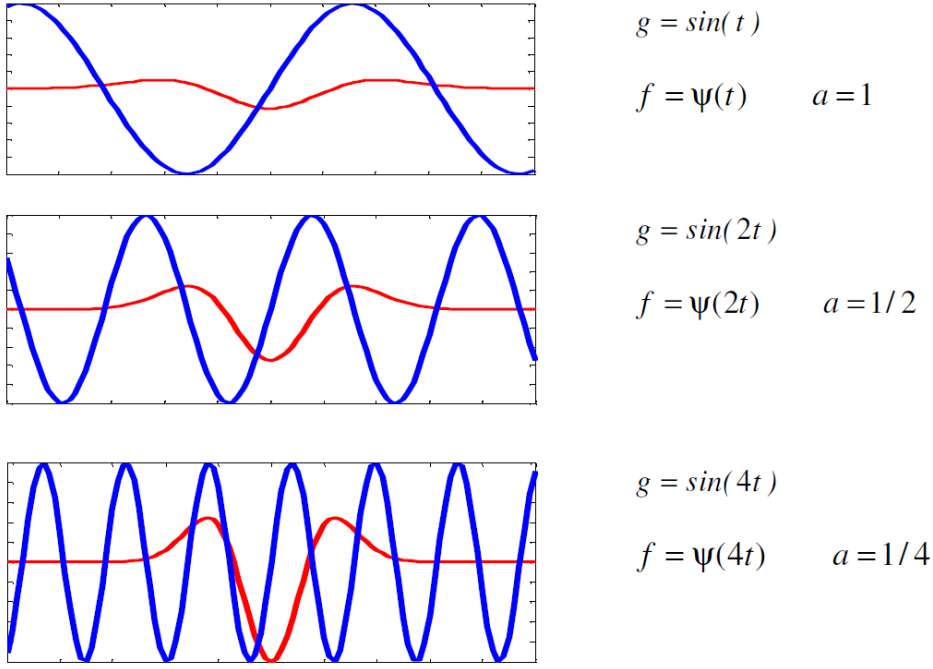 g = sin( t )
f = ψ(t) a = 1
g = sin( 2t )
f = ψ(2t) a = 1/ 2
g = sin( 4t )
f = ψ(4t) a = 1/ 4